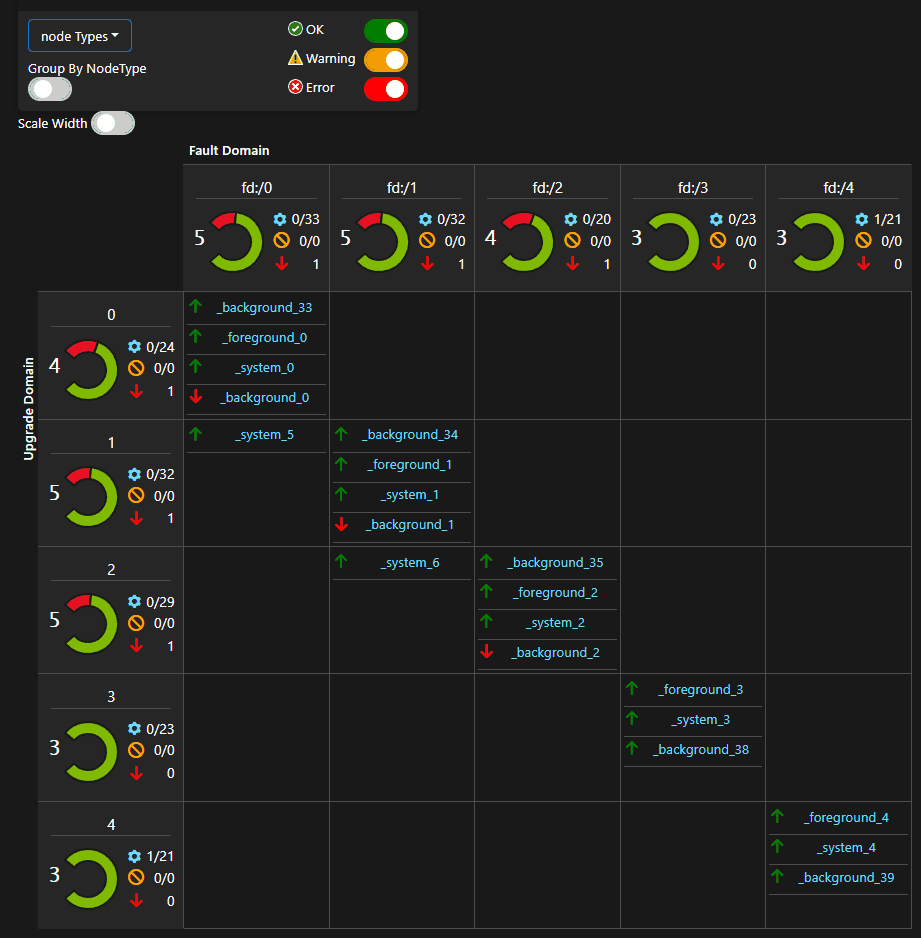 node Types
OK
Warning
Group By NodeType
Error
Scale Width
Fault Domain
fd:/0 fd:/1 fd:/2 fd:/3 fd:/4
5 0/33 0/0 1
5 0/32 0/0 1
4 0/20 0/0 1
3 0/23 0/0 0
3 1/21 0/0 0
Upgrade Domain
0
4 0/24 0/0 1
_background_33
_foreground_0
_system_0
_background_0
1
5 0/32 0/0 1
_system_5
_background_34
_foreground_1
_system_1
_background_1
2
5 0/29 0/0 1
_system_6
_background_35
_foreground_2
_system_2
_background_2
3
3 0/23 0/0 0
_foreground_3
_system_3
_background_38
4
3 1/21 0/0 0
_foreground_4
_system_4
_background_39